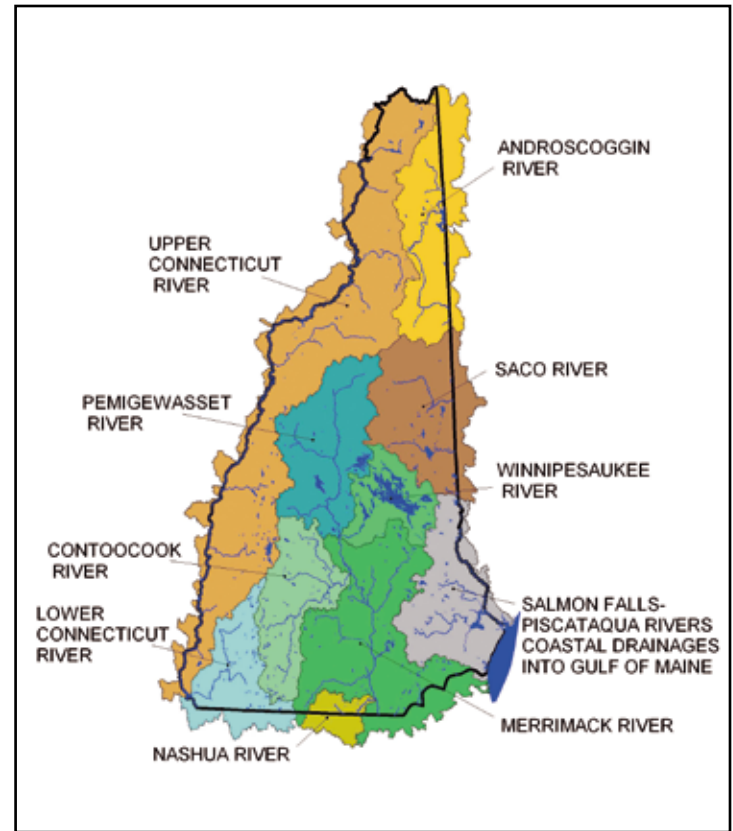 ANDROSCOGGIN
RIVER
UPPER
CONNECTICUT
RIVER
SACO RIVER
PEMIGEWASSET
RIVER
WINNIPESAUKEE
RIVER
CONTOOCOOK
RIVER
LOWER
CONNECTICUT
RIVER
SALMON FALLS-
PISCATAQUA RIVERS
COASTAL DRAINAGES
INTO GULF OF MAINE
MERRIMACK RIVER
NASHUA RIVER